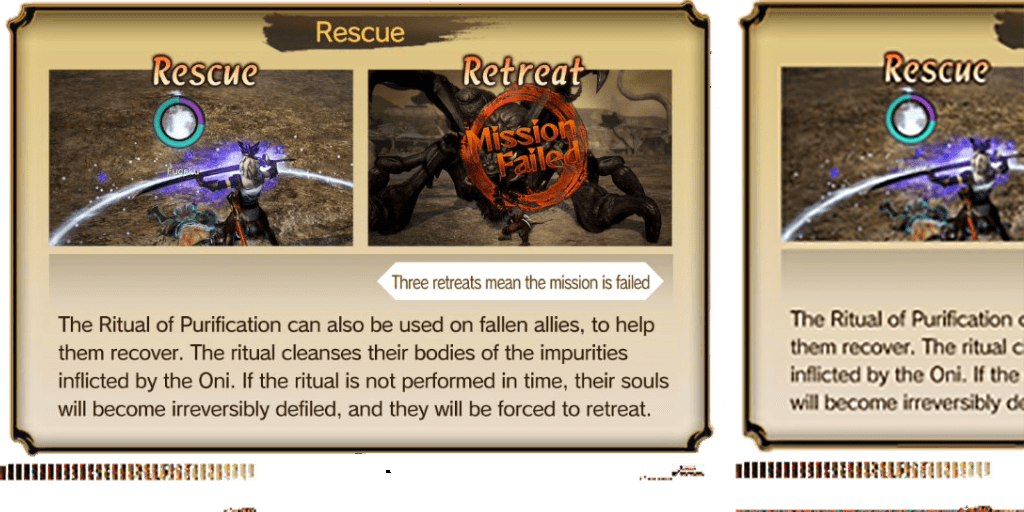 Rescue
Rescue
Retreat
Mission
Failed
Three retreats mean the mission is failed
The Ritual of Purification can also be used on fallen allies, to help
them recover. The ritual cleanses their bodies of the impurities
inflicted by the Oni. If the ritual is not performed in time, their souls
will become irreversibly defiled, and they will be forced to retreat.
Rescue
The Ritual of Purification
them recover. The ritual
inflicted by the Oni. If the
will become irreversibly